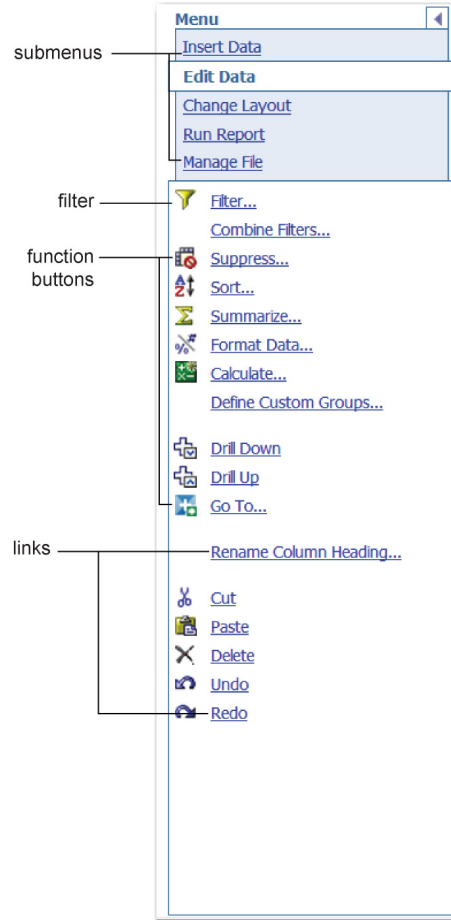 Menu
submenus
Insert Data
Edit Data
Change Layout
Run Report
Manage File
filter
Filter...
Combine Filters...
function
buttons
Suppress...
Sort...
Summarize...
Format Data...
Calculate...
Define Custom Groups...
Drill Down
Drill Up
Go To...
links
Rename Column Heading...
Cut
Paste
Delete
Undo
Redo